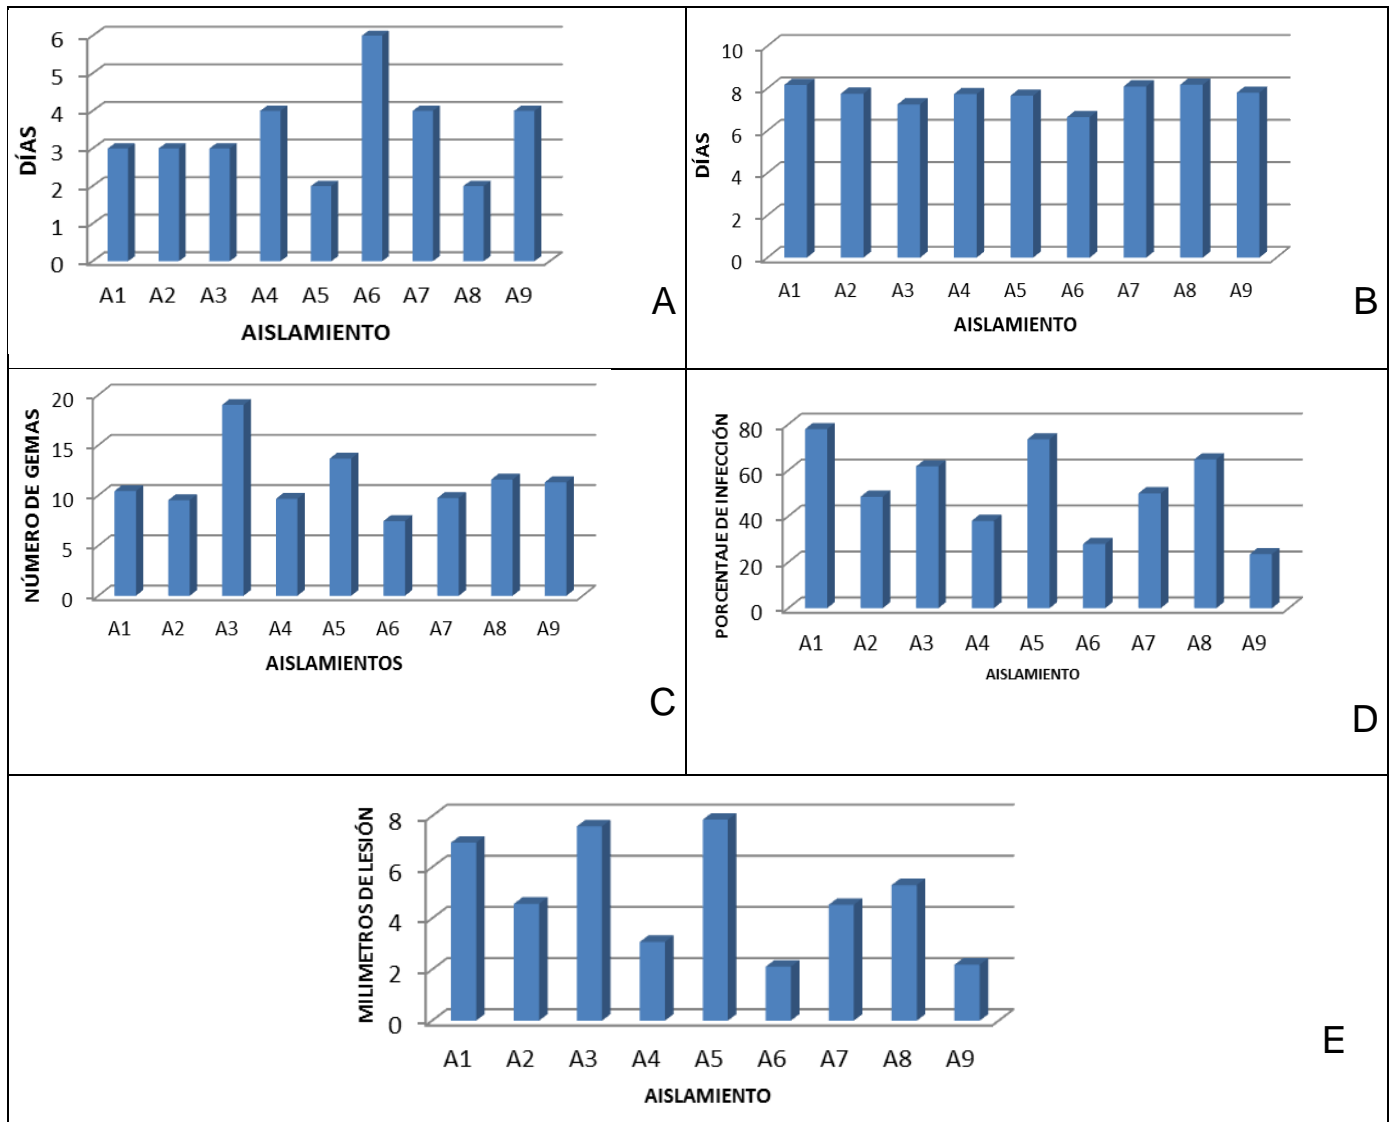 6
5
4
3
2
1
0
DÍAS
A1 A2 A3 A4 A5 A6 A7 A8 A9
AISLAMIENTO
A
10
8
6
4
2
0
DÍAS
A1 A2 A3 A4 A5 A6 A7 A8 A9
AISLAMIENTO
B
20
15
10
5
0
NÚMERO DE GEMAS
A1 A2 A3 A4 A5 A6 A7 A8 A9
AISLAMIENTOS
C
80
60
40
20
0
PORCENTAJE DE INFECCIÓN
A1 A2 A3 A4 A5 A6 A7 A8 A9
AISLAMIENTO
D
8
6
4
2
0
MILIMETROS DE LESIÓN
A1 A2 A3 A4 A5 A6 A7 A8 A9
AISLAMIENTO
E